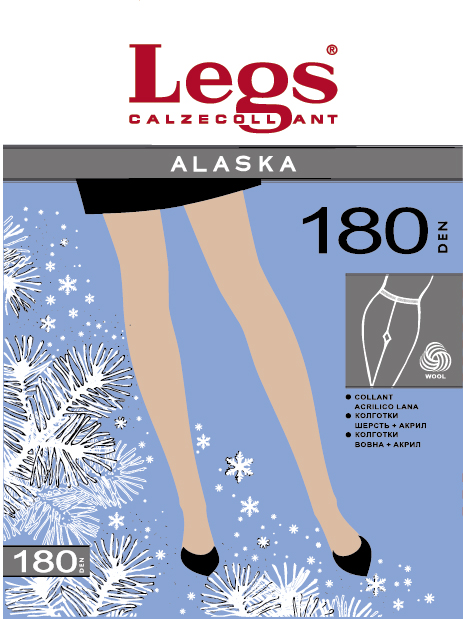 Legs®
CALZECOLLANT
ALASKA
180 DEN
WOOL
● COLLANT
ACRILICO LANA
● КОЛГОТКИ
ШЕРСТЬ + АКРИЛ
● КОЛГОТКИ
ВОВНА + АКРИЛ
180 DEN